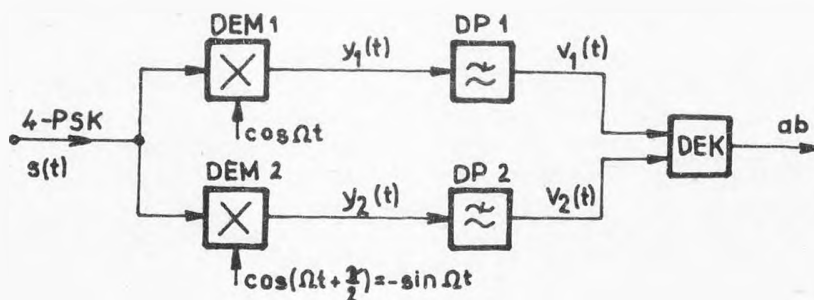 DEM 1
y₁(t)
DP 1
v₁(t)
4-PSK
s(t)
cosΩt
DEK
ab
DEM 2
y₂(t)
DP 2
v₂(t)
cos(Ωt+π/2)=-sinΩt